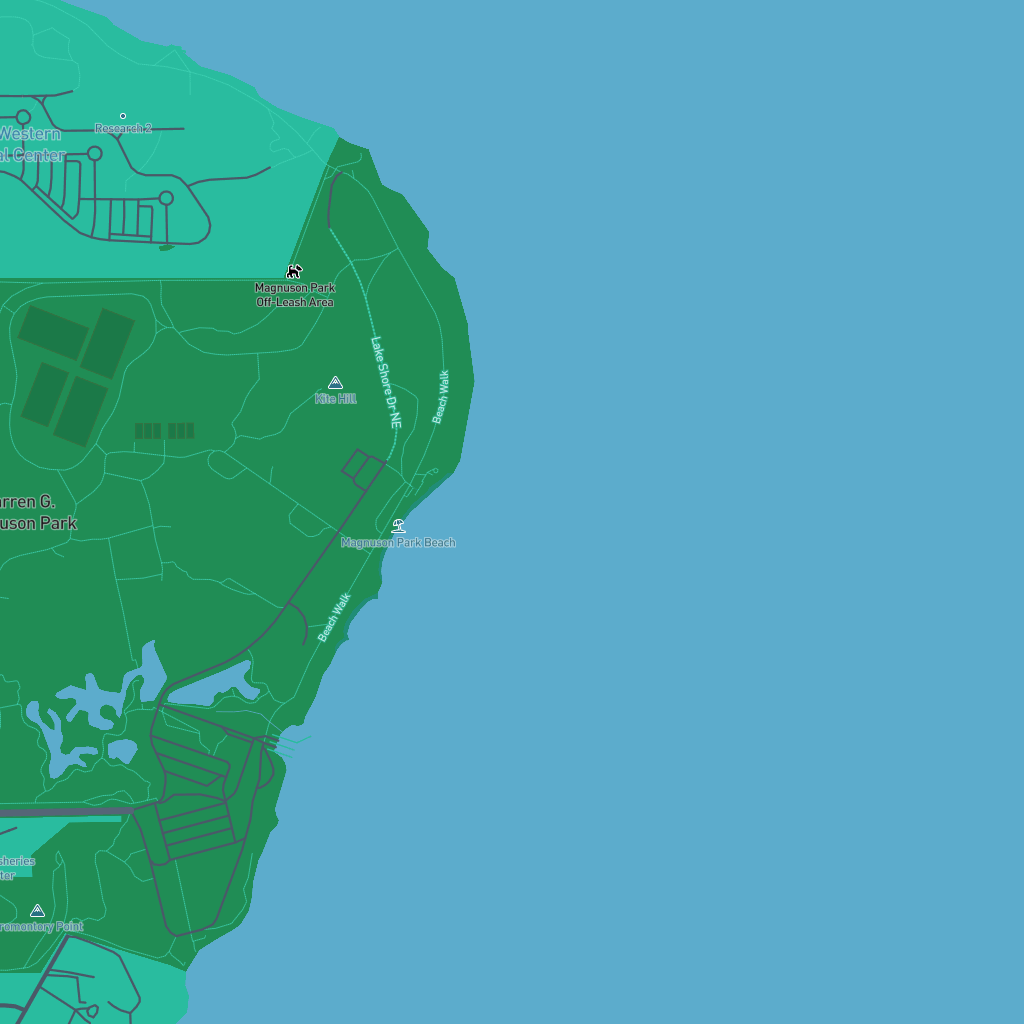 Research 2
Western
al Center
Magnuson Park
Off-Leash Area
Lake Shore Dr NE
Beach Walk
Kite Hill
arren G.
uson Park
Magnuson Park Beach
Beach Walk
sheries
ter
romontory Point